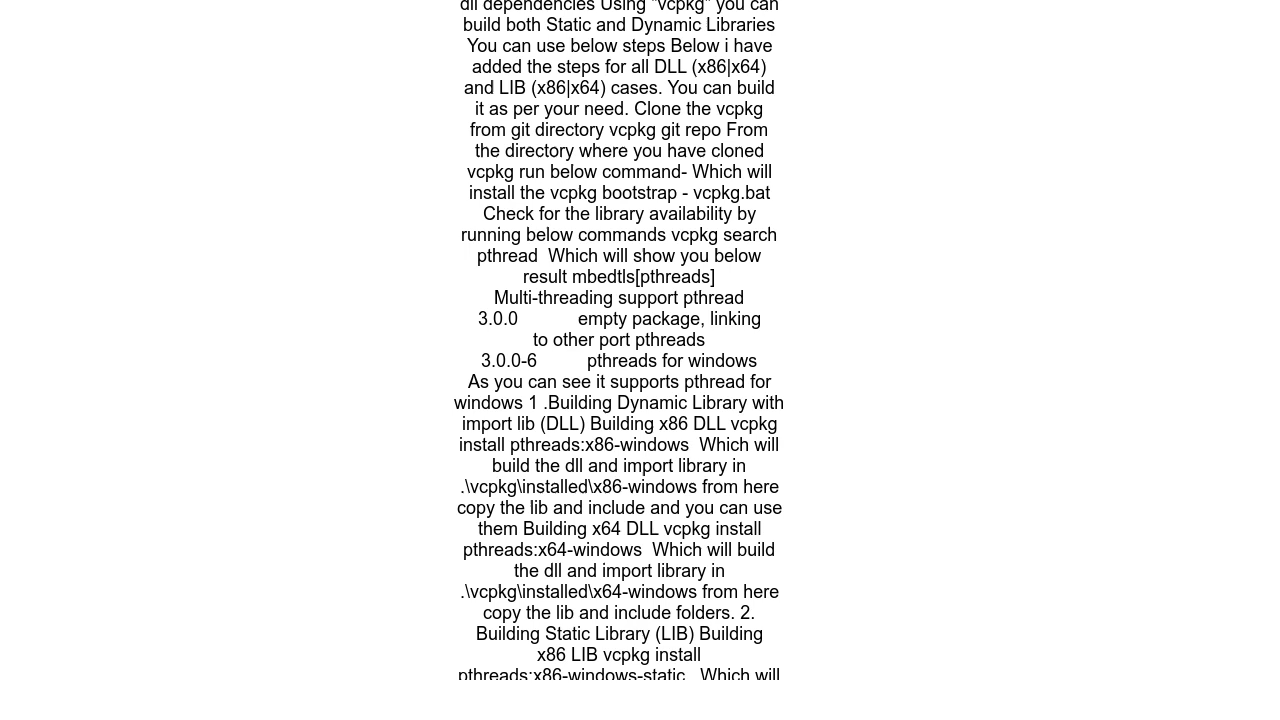 dll dependencies Using "vcpkg" you can
build both Static and Dynamic Libraries
You can use below steps Below i have
added the steps for all DLL (x86|x64)
and LIB (x86|x64) cases. You can build
it as per your need. Clone the vcpkg
from git directory vcpkg git repo From
the directory where you have cloned
vcpkg run below command- Which will
install the vcpkg bootstrap - vcpkg.bat
Check for the library availability by
running below commands vcpkg search
pthread  Which will show you below
result mbedtls[pthreads]
Multi-threading support pthread
3.0.0            empty package, linking
to other port pthreads
3.0.0-6          pthreads for windows
As you can see it supports pthread for
windows 1 .Building Dynamic Library with
import lib (DLL) Building x86 DLL vcpkg
install pthreads:x86-windows  Which will
build the dll and import library in
.\vcpkg\installed\x86-windows from here
copy the lib and include and you can use
them Building x64 DLL vcpkg install
pthreads:x64-windows  Which will build
the dll and import library in
.\vcpkg\installed\x64-windows from here
copy the lib and include folders. 2.
Building Static Library (LIB) Building
x86 LIB vcpkg install
pthreads:x86-windows-static   Which will